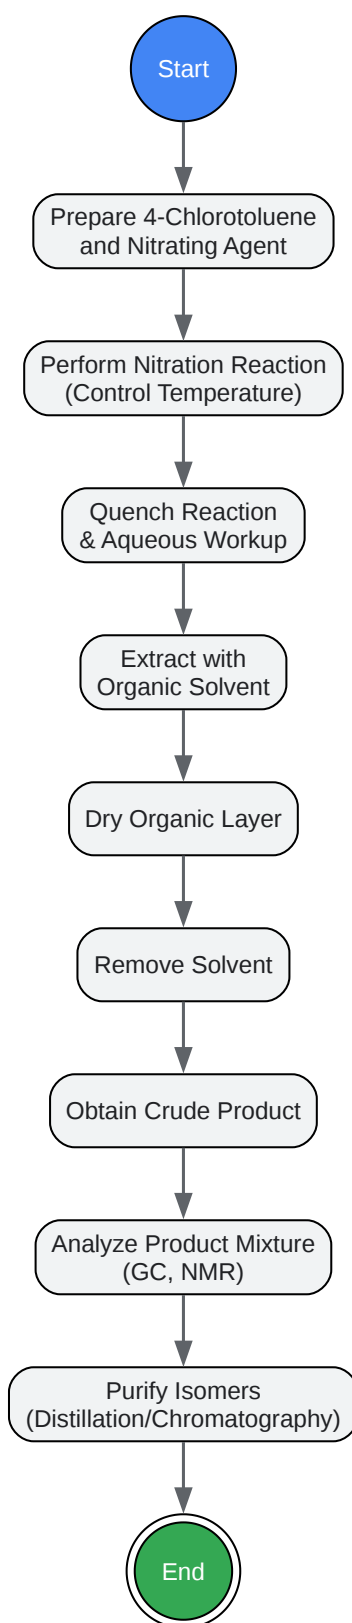 Start
Prepare 4-Chlorotoluene
and Nitrating Agent
Perform Nitration Reaction
(Control Temperature)
Quench Reaction
& Aqueous Workup
Extract with
Organic Solvent
Dry Organic Layer
Remove Solvent
Obtain Crude Product
Analyze Product Mixture
(GC, NMR)
Purify Isomers
(Distillation/Chromatography)
End